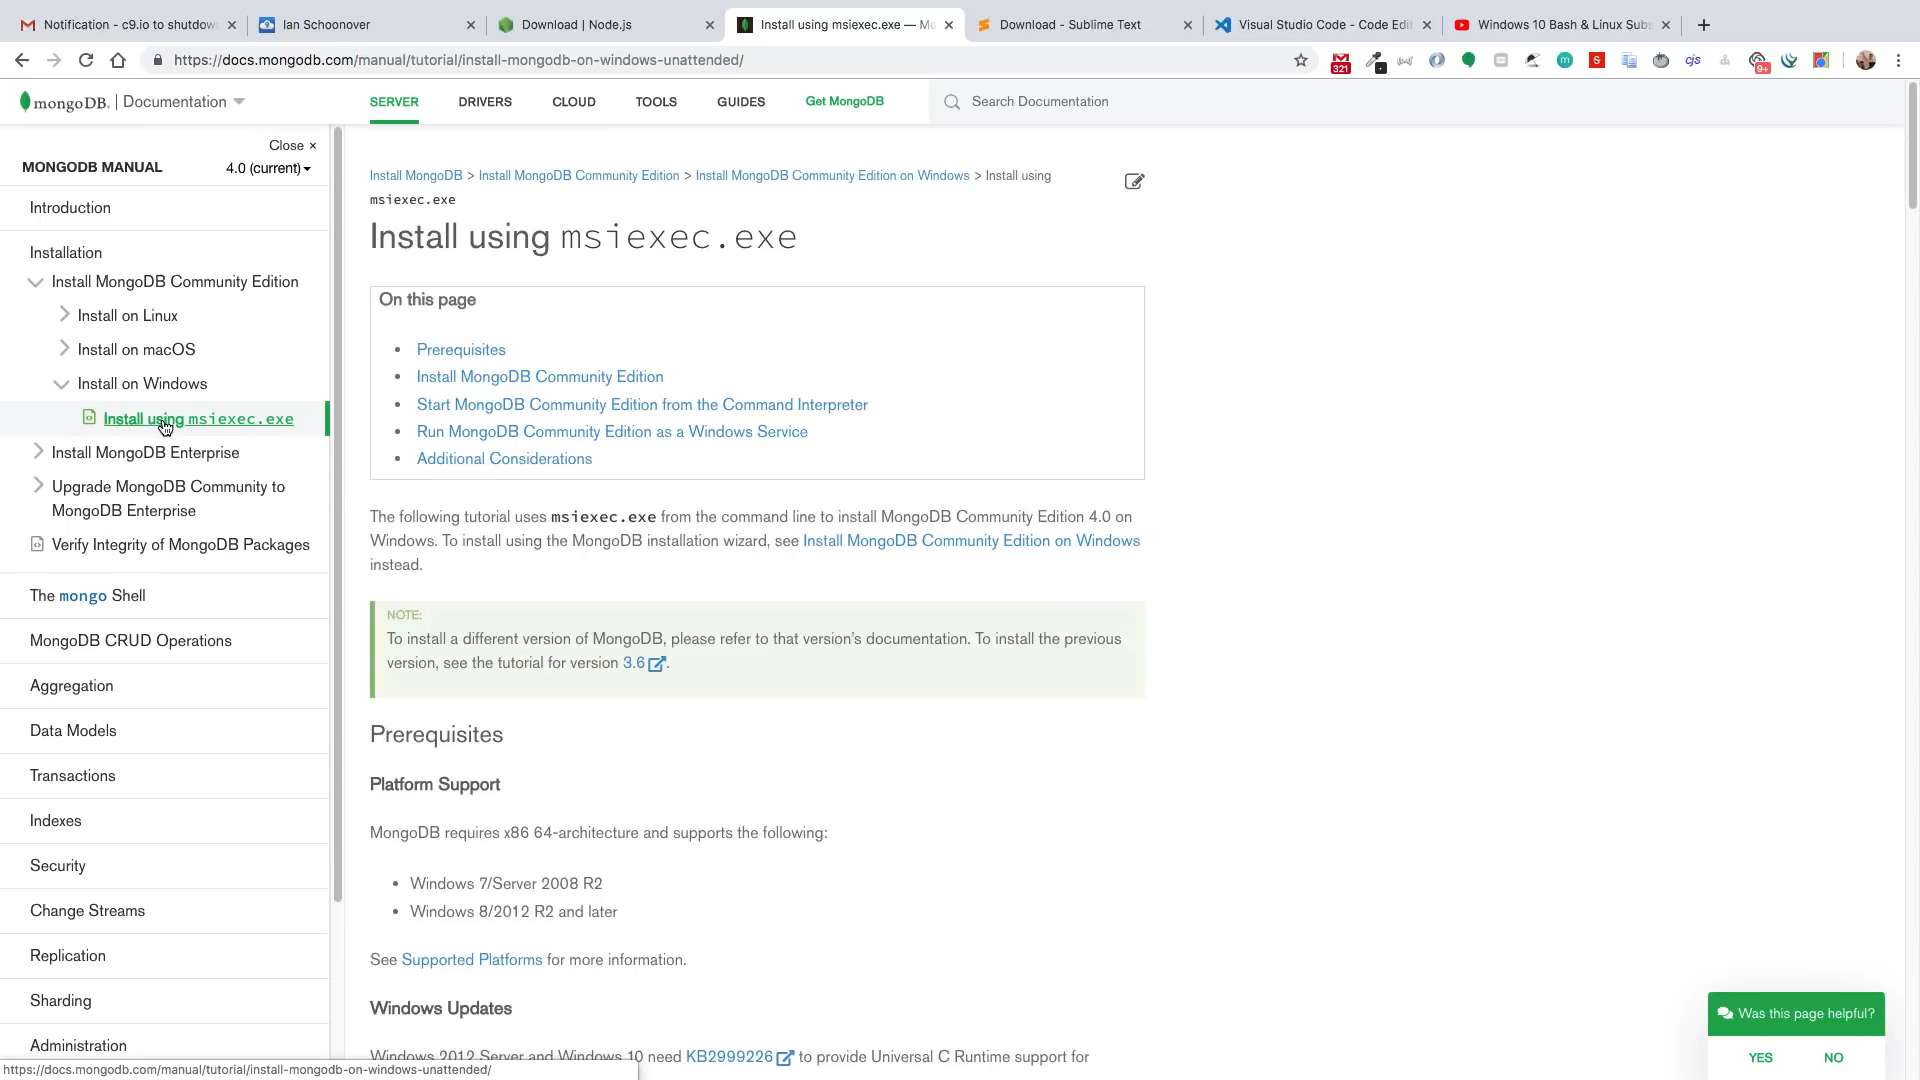 Notification - c9.io to shutdow
Ian Schoonover
Download | Node.js
Install using msiexec.exe — Mo
Download - Sublime Text
Visual Studio Code - Code Edit
Windows 10 Bash & Linux Subs
https://docs.mongodb.com/manual/tutorial/install-mongodb-on-windows-unattended/
321
cjs
9+
mongoDB. | Documentation
SERVER
DRIVERS
CLOUD
TOOLS
GUIDES
Get MongoDB
Search Documentation
Close ×
MONGODB MANUAL
4.0 (current)
Introduction
Installation
Install MongoDB Community Edition
Install on Linux
Install on macOS
Install on Windows
Install using msiexec.exe
Install MongoDB Enterprise
Upgrade MongoDB Community to
MongoDB Enterprise
Verify Integrity of MongoDB Packages
The mongo Shell
MongoDB CRUD Operations
Aggregation
Data Models
Transactions
Indexes
Security
Change Streams
Replication
Sharding
Administration
Install MongoDB > Install MongoDB Community Edition > Install MongoDB Community Edition on Windows > Install using
msiexec.exe
Install using msiexec.exe
On this page
• Prerequisites
• Install MongoDB Community Edition
• Start MongoDB Community Edition from the Command Interpreter
• Run MongoDB Community Edition as a Windows Service
• Additional Considerations
The following tutorial uses msiexec.exe from the command line to install MongoDB Community Edition 4.0 on
Windows. To install using the MongoDB installation wizard, see Install MongoDB Community Edition on Windows
instead.
NOTE:
To install a different version of MongoDB, please refer to that version's documentation. To install the previous
version, see the tutorial for version 3.6.
Prerequisites
Platform Support
MongoDB requires x86 64-architecture and supports the following:
• Windows 7/Server 2008 R2
• Windows 8/2012 R2 and later
See Supported Platforms for more information.
Windows Updates
Windows 2012 Server and Windows 10 need KB2999226 to provide Universal C Runtime support for
Was this page helpful?
YES
NO
https://docs.mongodb.com/manual/tutorial/install-mongodb-on-windows-unattended/